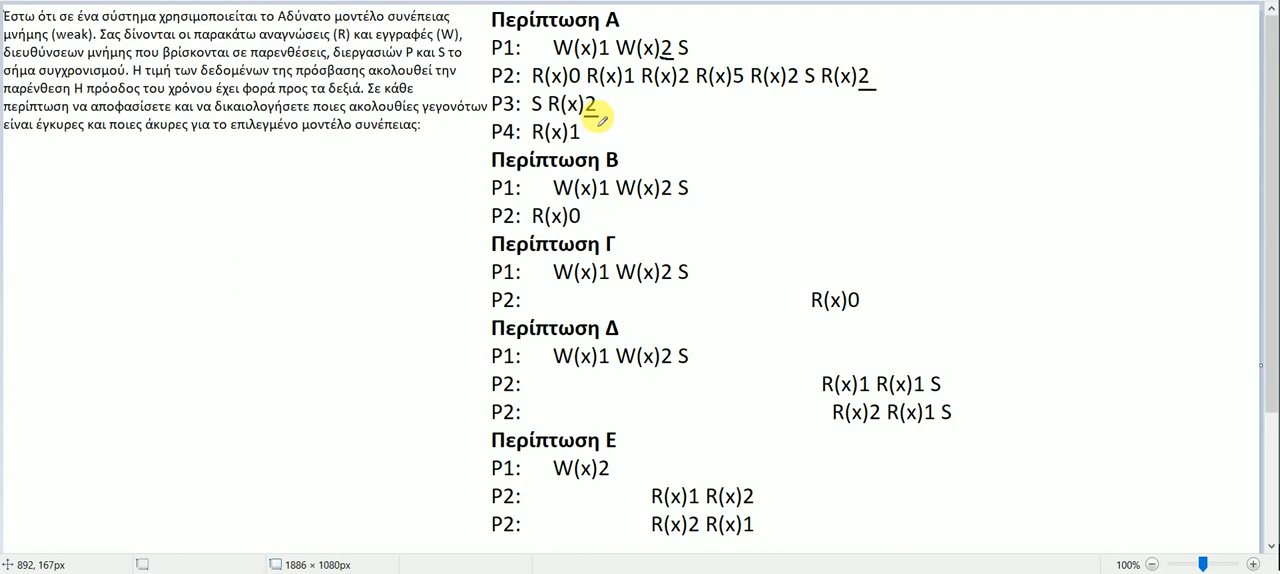 Έστω ότι σε ένα σύστημα χρησιμοποιείται το Αδύνατο μοντέλο συνέπειας
μνήμης (weak). Σας δίνονται οι παρακάτω αναγνώσεις (R) και εγγραφές (W),
διευθύνσεων μνήμης που βρίσκονται σε παρενθέσεις, διεργασιών P και S το
σήμα συγχρονισμού. Η τιμή των δεδομένων της πρόσβασης ακολουθεί την
παρένθεση Η πρόοδος του χρόνου έχει φορά προς τα δεξιά. Σε κάθε
περίπτωση να αποφασίσετε και να δικαιολογήσετε ποιες ακολουθίες γεγονότων
είναι έγκυρες και ποιες άκυρες για το επιλεγμένο μοντέλο συνέπειας:
Περίπτωση Α
P1: W(x)1 W(x)2 S
P2: R(x)0 R(x)1 R(x)2 R(x)5 R(x)2 S R(x)2
P3: S R(x)2
P4: R(x)1
Περίπτωση Β
P1: W(x)1 W(x)2 S
P2: R(x)0
Περίπτωση Γ
P1: W(x)1 W(x)2 S
P2: R(x)0
Περίπτωση Δ
P1: W(x)1 W(x)2 S
P2: R(x)1 R(x)1 S
P2: R(x)2 R(x)1 S
Περίπτωση Ε
P1: W(x)2
P2: R(x)1 R(x)2
P2: R(x)2 R(x)1
892, 167px
1886 × 1080px
100%